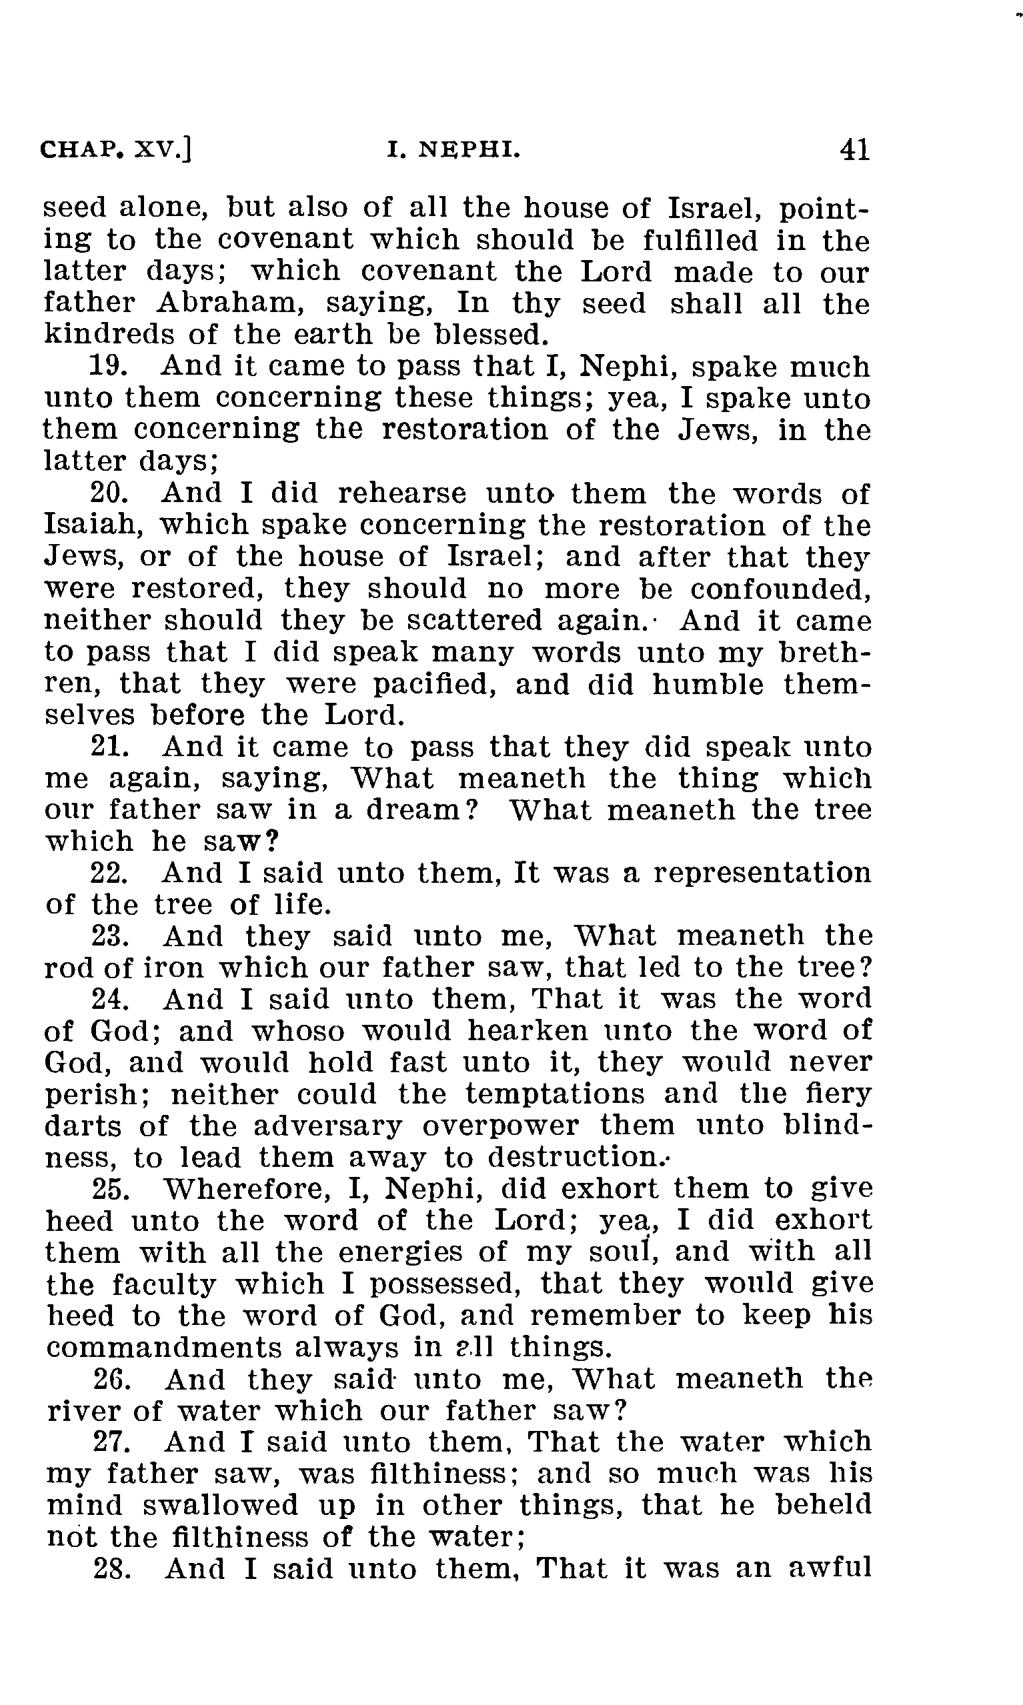 CHAP. XV.] I. NEPHI. 41
seed alone, but also of all the house of Israel, point-
ing to the covenant which should be fulfilled in the
latter days; which covenant the Lord made to our
father Abraham, saying, In thy seed shall all the
kindreds of the earth be blessed.
19. And it came to pass that I, Nephi, spake much
unto them concerning these things; yea, I spake unto
them concerning the restoration of the Jews, in the
latter days;
20. And I did rehearse unto them the words of
Isaiah, which spake concerning the restoration of the
Jews, or of the house of Israel; and after that they
were restored, they should no more be confounded,
neither should they be scattered again. And it came
to pass that I did speak many words unto my breth-
ren, that they were pacified, and did humble them-
selves before the Lord.
21. And it came to pass that they did speak unto
me again, saying, What meaneth the thing which
our father saw in a dream? What meaneth the tree
which he saw?
22. And I said unto them, It was a representation
of the tree of life.
23. And they said unto me, What meaneth the
rod of iron which our father saw, that led to the tree?
24. And I said unto them, That it was the word
of God; and whoso would hearken unto the word of
God, and would hold fast unto it, they would never
perish; neither could the temptations and the fiery
darts of the adversary overpower them unto blind-
ness, to lead them away to destruction.
25. Wherefore, I, Nephi, did exhort them to give
heed unto the word of the Lord; yea, I did exhort
them with all the energies of my soul, and with all
the faculty which I possessed, that they would give
heed to the word of God, and remember to keep his
commandments always in all things.
26. And they said unto me, What meaneth the
river of water which our father saw?
27. And I said unto them, That the water which
my father saw, was filthiness; and so much was his
mind swallowed up in other things, that he beheld
not the filthiness of the water;
28. And I said unto them, That it was an awful